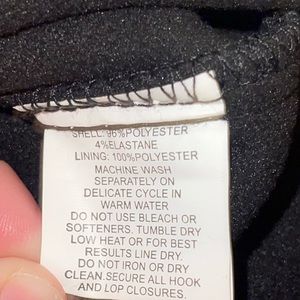 SHELL: 96%POLYESTER
4%ELASTANE
LINING: 100%POLYESTER
MACHINE WASH
SEPARATELY ON
DELICATE CYCLE IN
WARM WATER
DO NOT USE BLEACH OR
SOFTENERS. TUMBLE DRY
LOW HEAT OR FOR BEST
RESULTS LINE DRY.
DO NOT IRON OR DRY
CLEAN.SECURE ALL HOOK
AND LOP CLOSURES.